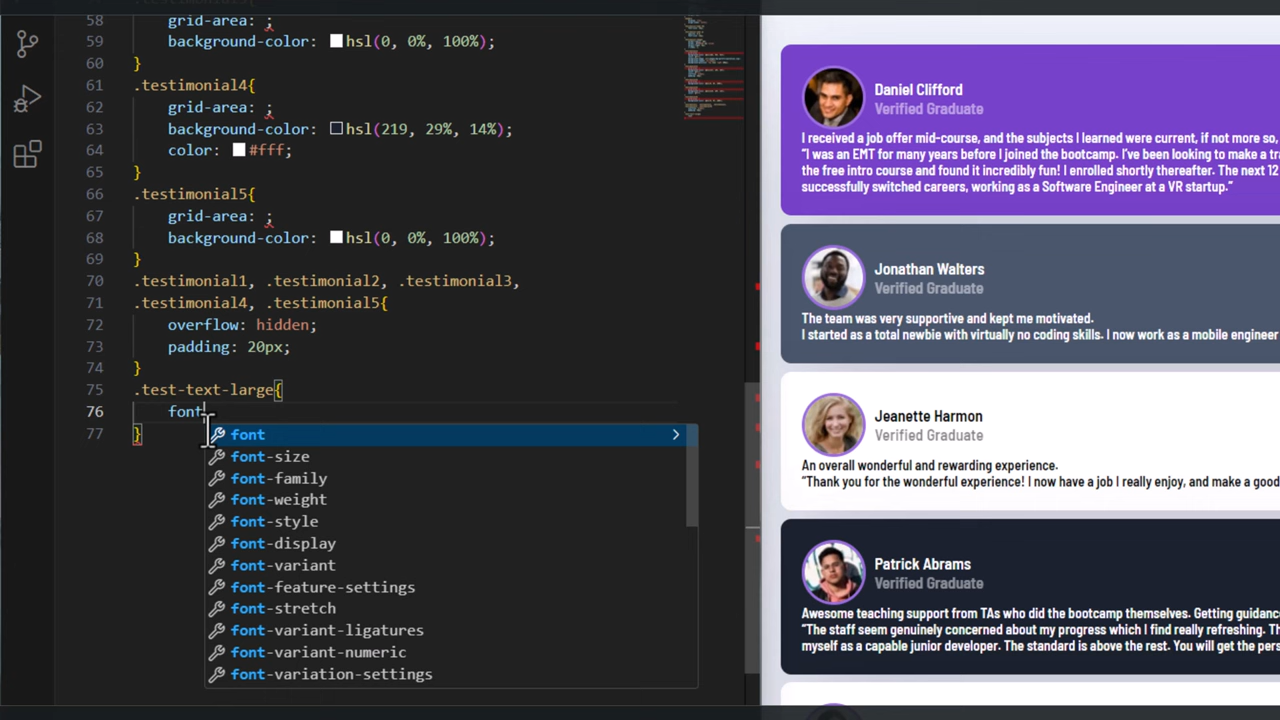 58
grid-area: ;
59
background-color: hsl(0, 0%, 100%);
60
}
61
.testimonial4{
62
grid-area: ;
63
background-color: hsl(219, 29%, 14%);
64
color: #fff;
65
}
66
.testimonial5{
67
grid-area: ;
68
background-color: hsl(0, 0%, 100%);
69
}
70
.testimonial1, .testimonial2, .testimonial3,
71
.testimonial4, .testimonial5{
72
overflow: hidden;
73
padding: 20px;
74
}
75
.test-text-large{
76
font
77
}
font
font-size
font-family
font-weight
font-style
font-display
font-variant
font-feature-settings
font-stretch
font-variant-ligatures
font-variant-numeric
font-variation-settings
Daniel Clifford
Verified Graduate
I received a job offer mid-course, and the subjects I learned were current, if not more so,
“I was an EMT for many years before I joined the bootcamp. I’ve been looking to make a tra
the free intro course and found it incredibly fun! I enrolled shortly thereafter. The next 12
successfully switched careers, working as a Software Engineer at a VR startup.”
Jonathan Walters
Verified Graduate
The team was very supportive and kept me motivated.
I started as a total newbie with virtually no coding skills. I now work as a mobile engineer
Jeanette Harmon
Verified Graduate
An overall wonderful and rewarding experience.
“Thank you for the wonderful experience! I now have a job I really enjoy, and make a good
Patrick Abrams
Verified Graduate
Awesome teaching support from TAs who did the bootcamp themselves. Getting guidanc
“The staff seem genuinely concerned about my progress which I find really refreshing. Th
myself as a capable junior developer. The standard is above the rest. You will get the pers